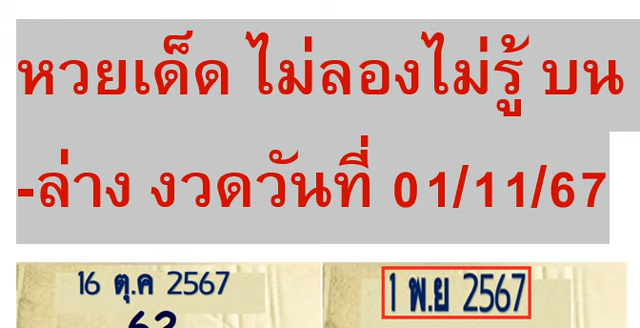 หวยเด็ด ไม่ลองไม่รู้ บน
-ล่าง งวดวันที่ 01/11/67
16 ตุ.ค 2567
1 พ.ย 2567
62